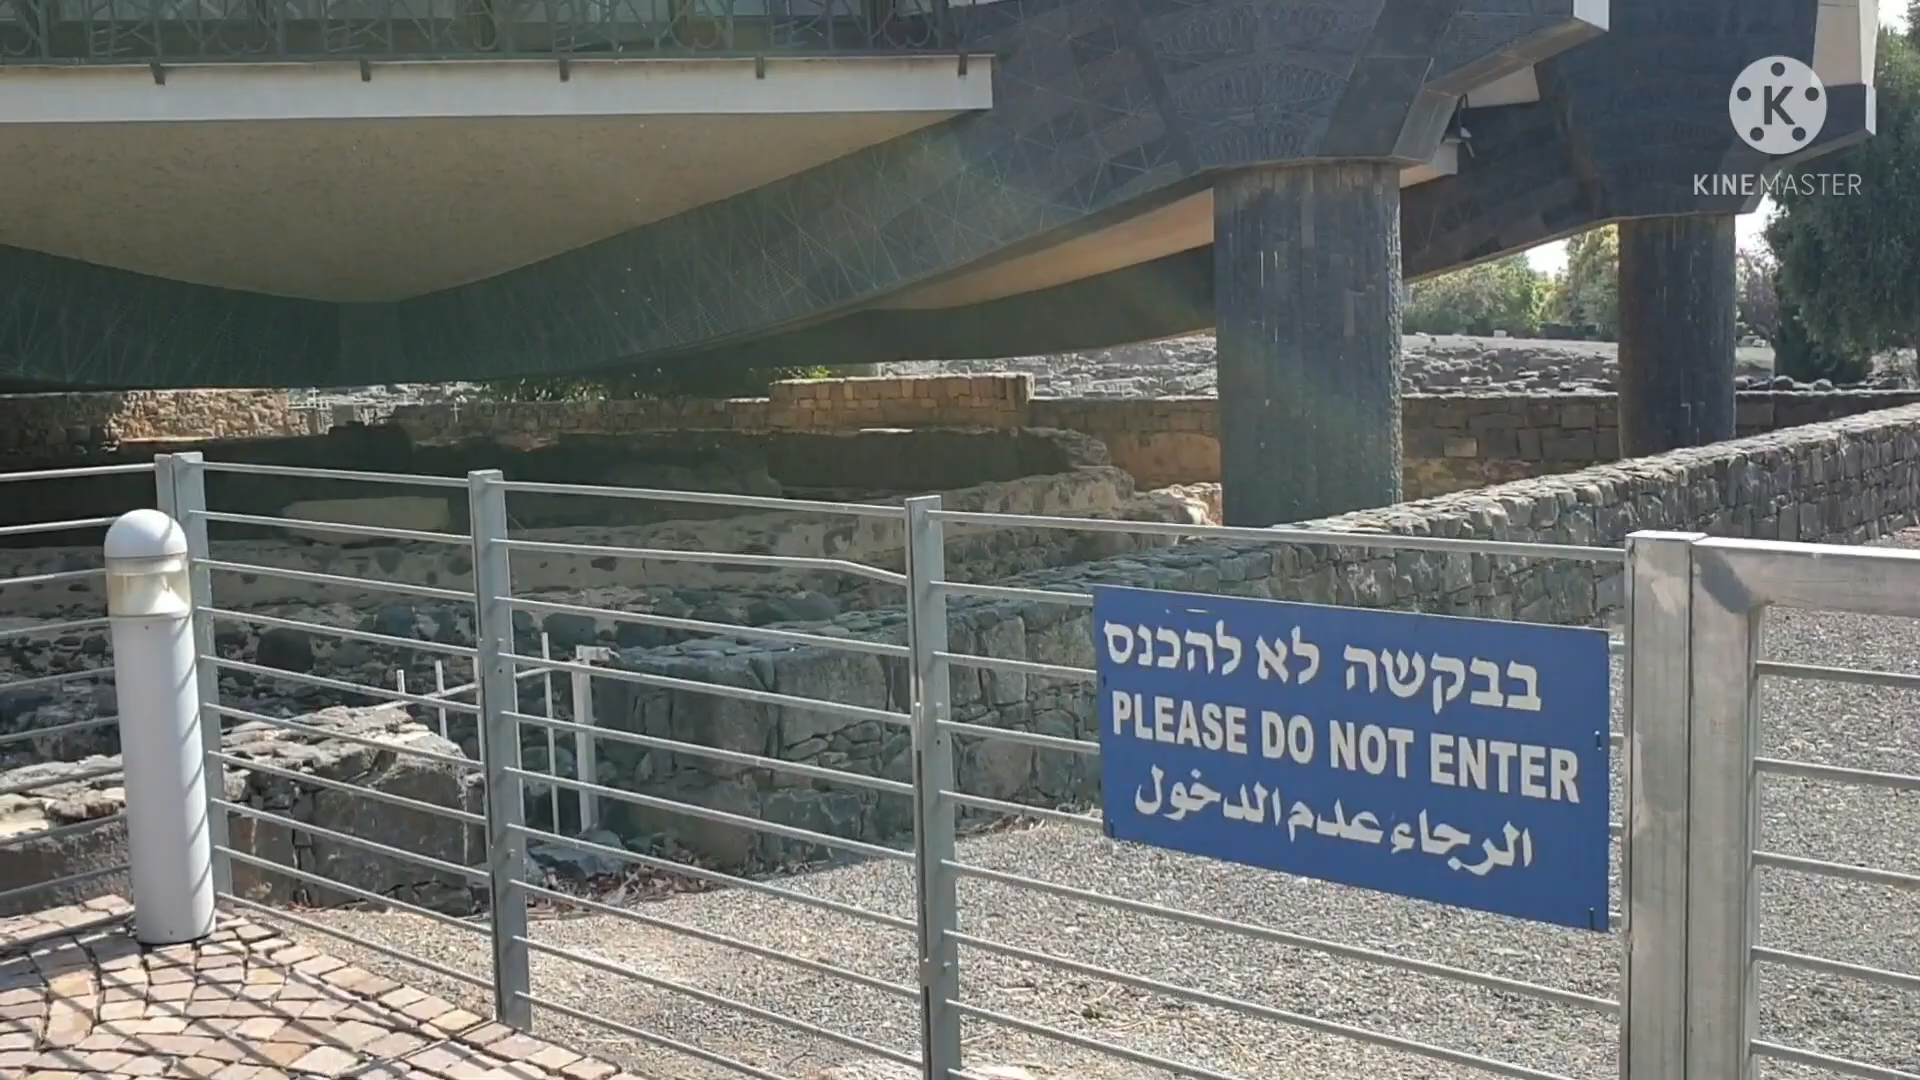 K
KINEMASTER
בבקשה לא להכנס
PLEASE DO NOT ENTER
الرجاء عدم الدخول